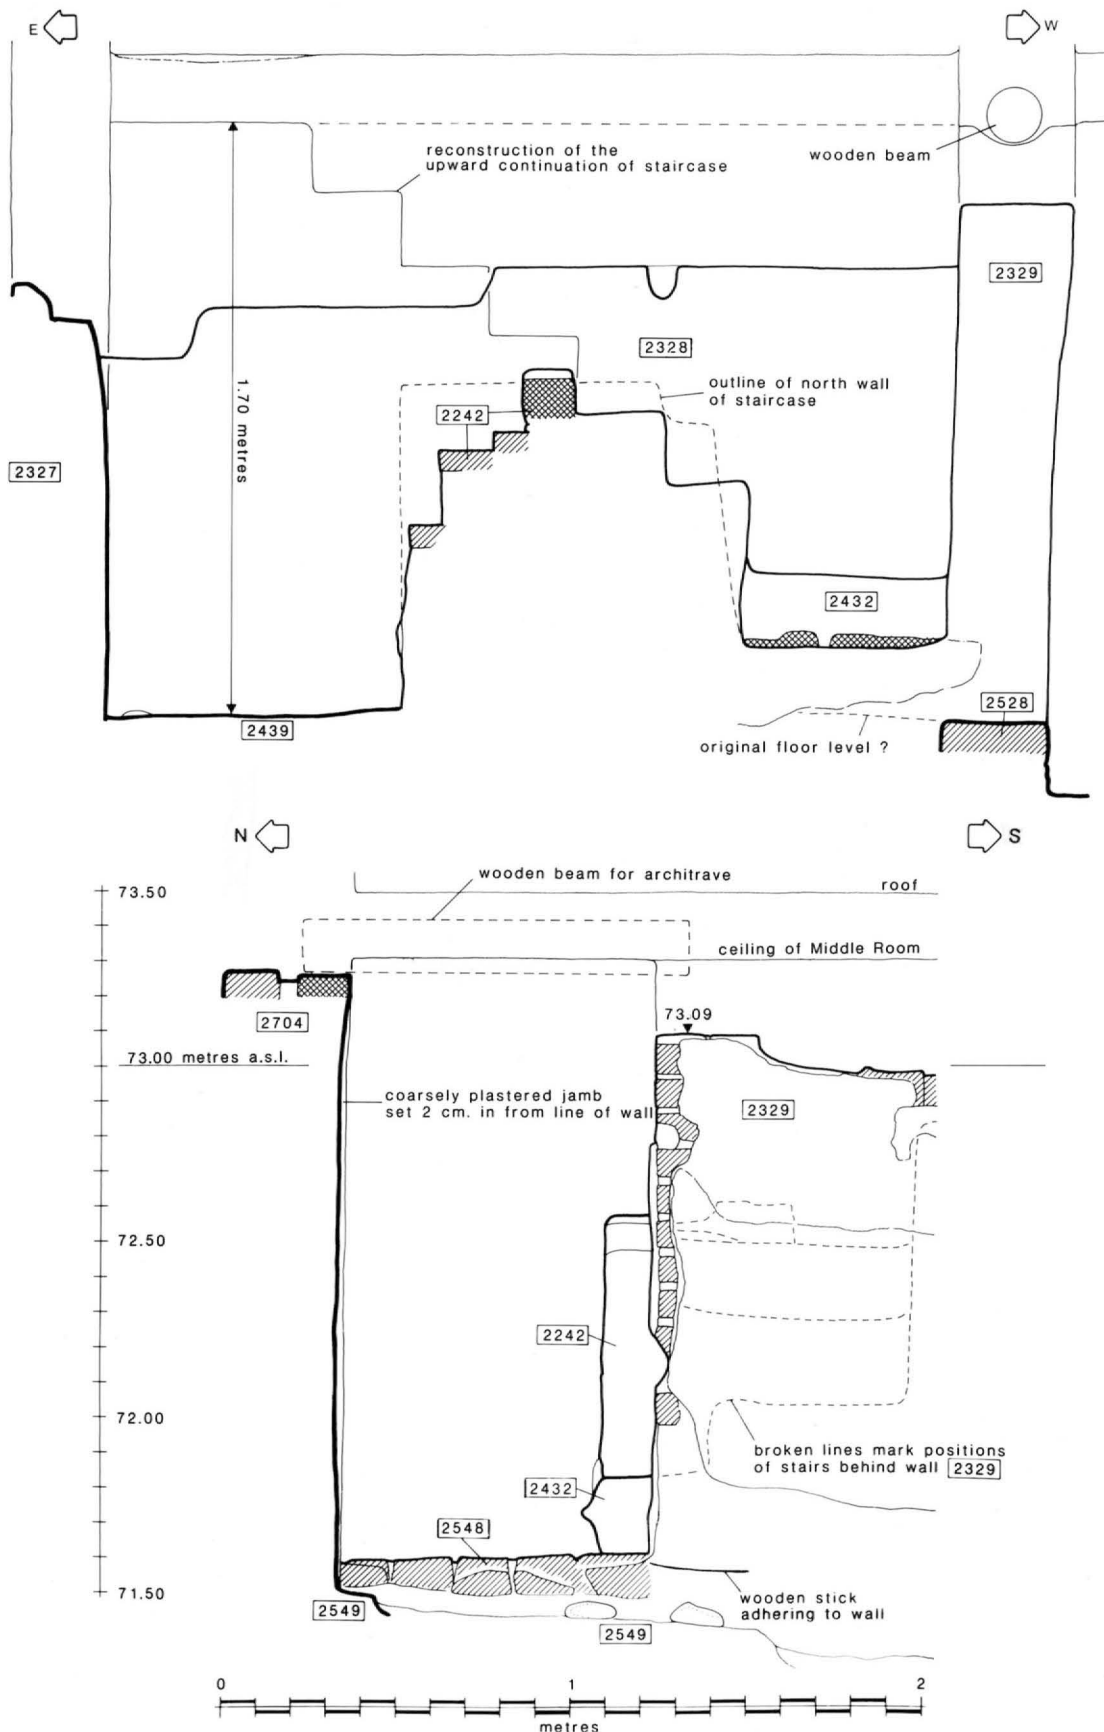 E
W
reconstruction of the
upward continuation of staircase
wooden beam
2329
2328
1.70 metres
outline of north wall
of staircase
2242
2327
2432
2528
2439
original floor level ?
N
S
wooden beam for architrave
73.50
roof
ceiling of Middle Room
2704
73.09
73.00 metres a.s.l.
coarsely plastered jamb
set 2 cm. in from line of wall
2329
72.50
2242
72.00
broken lines mark positions
of stairs behind wall 2329
2432
2548
71.50
wooden stick
adhering to wall
2549
2549
0 1 2
metres